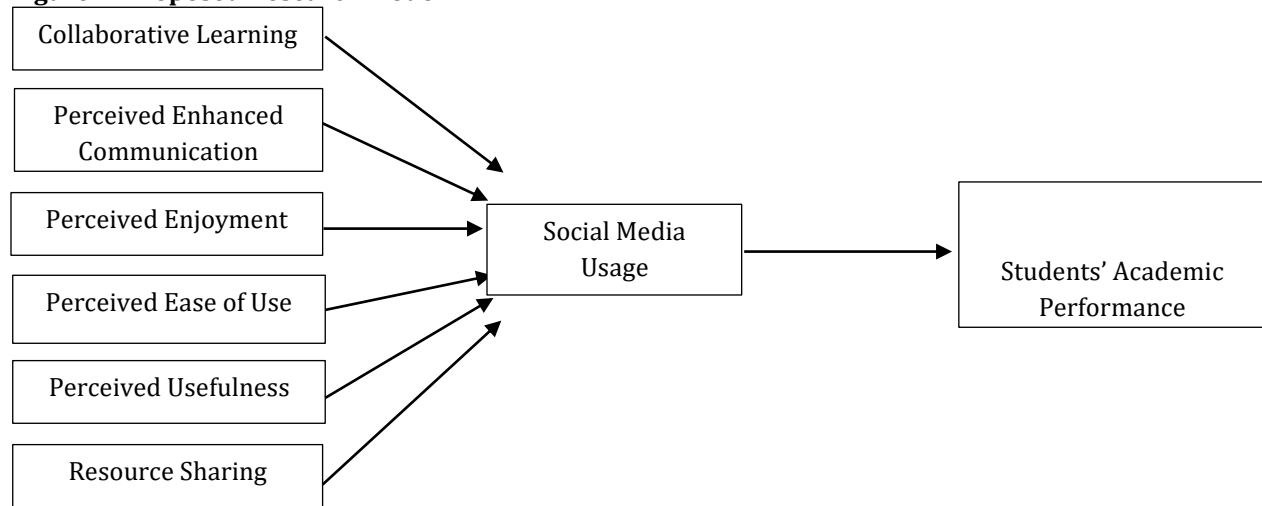 Collaborative Learning
Perceived Enhanced
Communication
Perceived Enjoyment
Social Media
Usage
Students’ Academic
Performance
Perceived Ease of Use
Perceived Usefulness
Resource Sharing